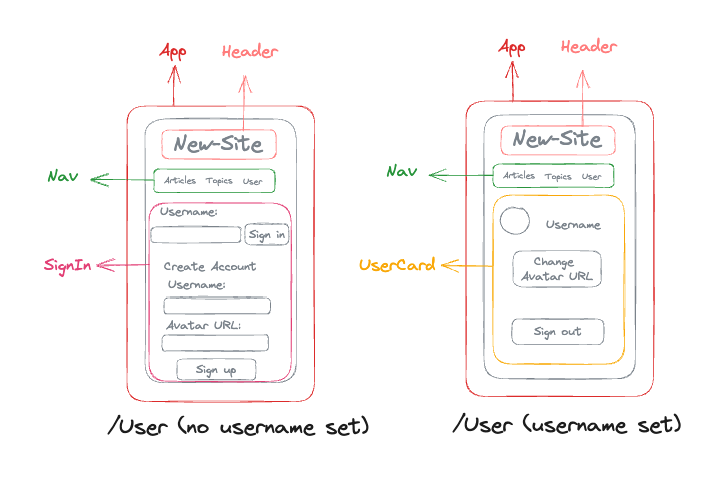 App
Header
New-Site
Nav
Articles Topics User
Username:
Sign in
SignIn
Create Account
Username:
Avatar URL:
Sign up
/User (no username set)
App
Header
New-Site
Nav
Articles Topics User
Username
UserCard
Change
Avatar URL
Sign out
/User (username set)